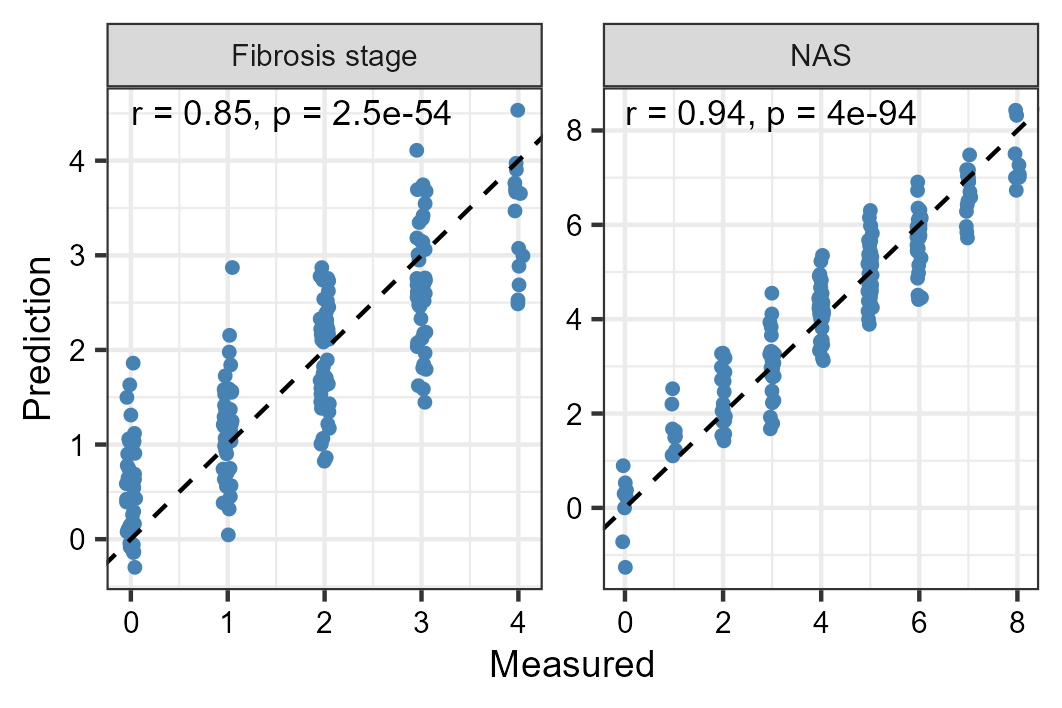 Fibrosis stage
NAS
r = 0.85, p = 2.5e-54
r = 0.94, p = 4e-94
Prediction
4
3
2
1
0
8
6
4
2
0
0 1 2 3 4
0 2 4 6 8
Measured